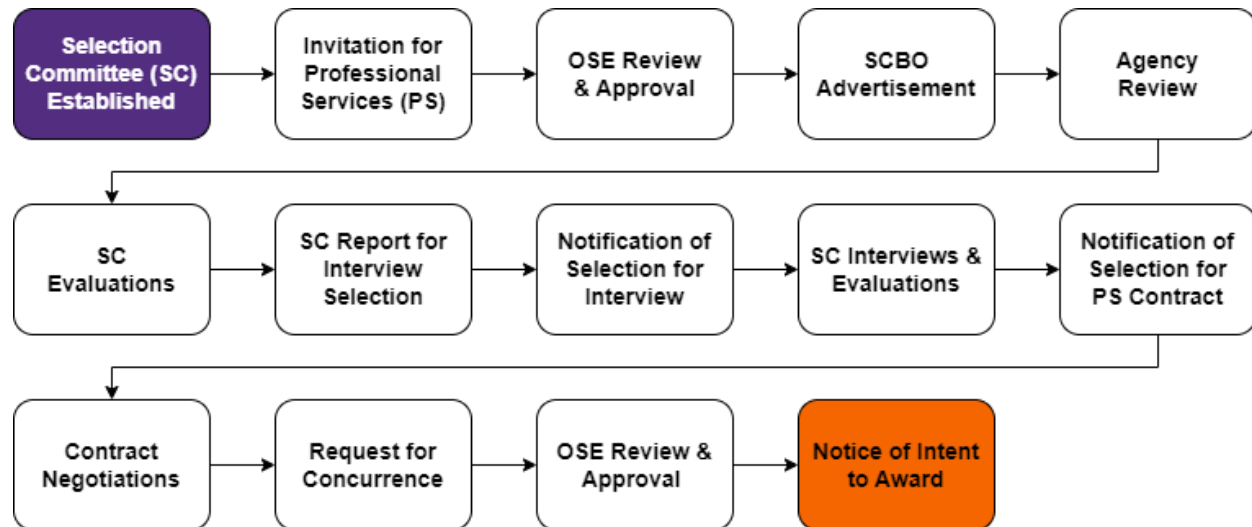 Selection
Committee (SC)
Established
Invitation for
Professional
Services (PS)
OSE Review
& Approval
SCBO
Advertisement
Agency
Review
SC
Evaluations
SC Report for
Interview
Selection
Notification of
Selection for
Interview
SC Interviews &
Evaluations
Notification of
Selection for
PS Contract
Contract
Negotiations
Request for
Concurrence
OSE Review &
Approval
Notice of Intent
to Award